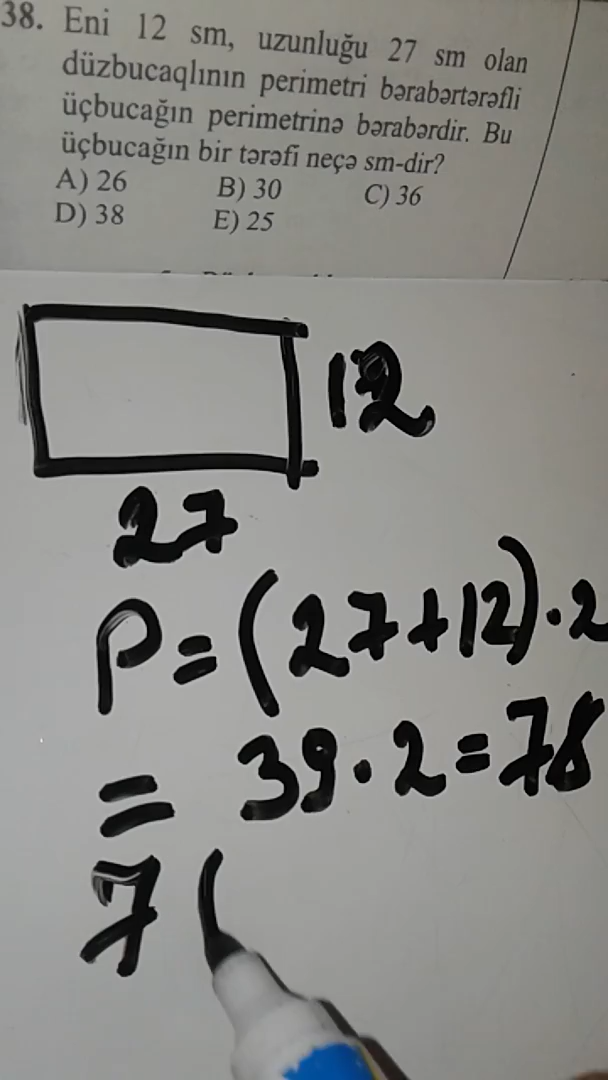 38. Eni 12 sm, uzunluğu 27 sm olan
düzbucaqlının perimetri bərabərtərəfli
üçbucağın perimetrinə bərabərdir. Bu
üçbucağın bir tərəfi neçə sm-dir?
A) 26 B) 30 C) 36
D) 38 E) 25
12
27
P = (27+12)·2
= 39·2=78
7